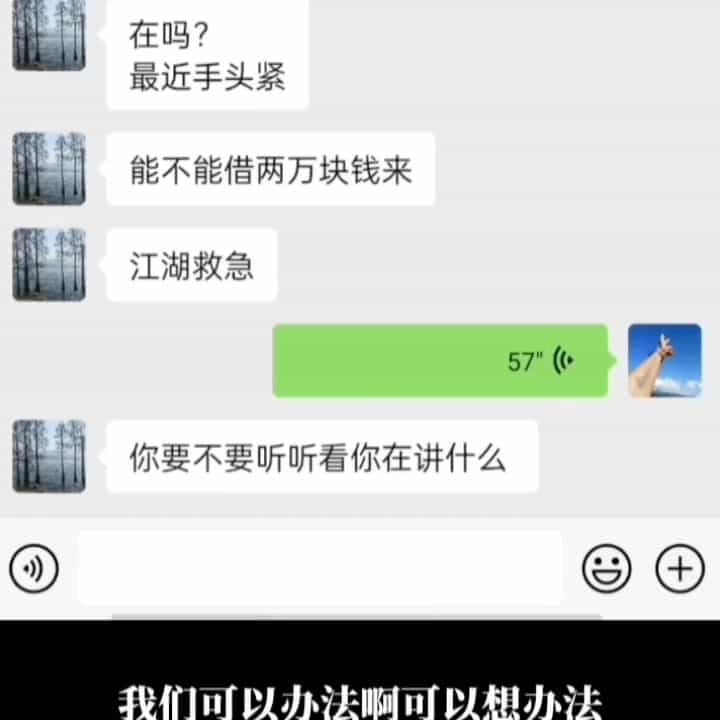 在吗？
最近手头紧
能不能借两万块钱来
江湖救急
57"
你要不要听听看你在讲什么
我们可以办法啊可以想办法